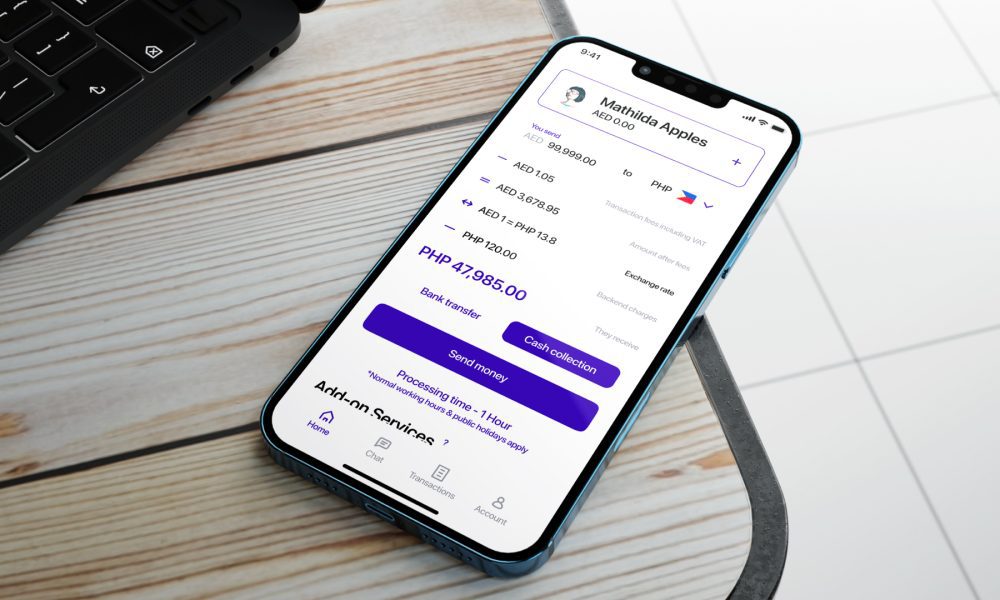 9:41
Mathilda Apples
AED 0.00
+
You send
AED 99,999.00 to PHP
— AED 1.05 Transaction fees including VAT
= AED 3,678.95 Amount after fees
↔ AED 1 = PHP 13.8 Exchange rate
— PHP 120.00 Backend charges
PHP 47,985.00 They receive
Bank transfer Cash collection
Send money
Processing time - 1 Hour
*Normal working hours & public holidays apply
Add-on Services ?
Home Chat Transactions Account